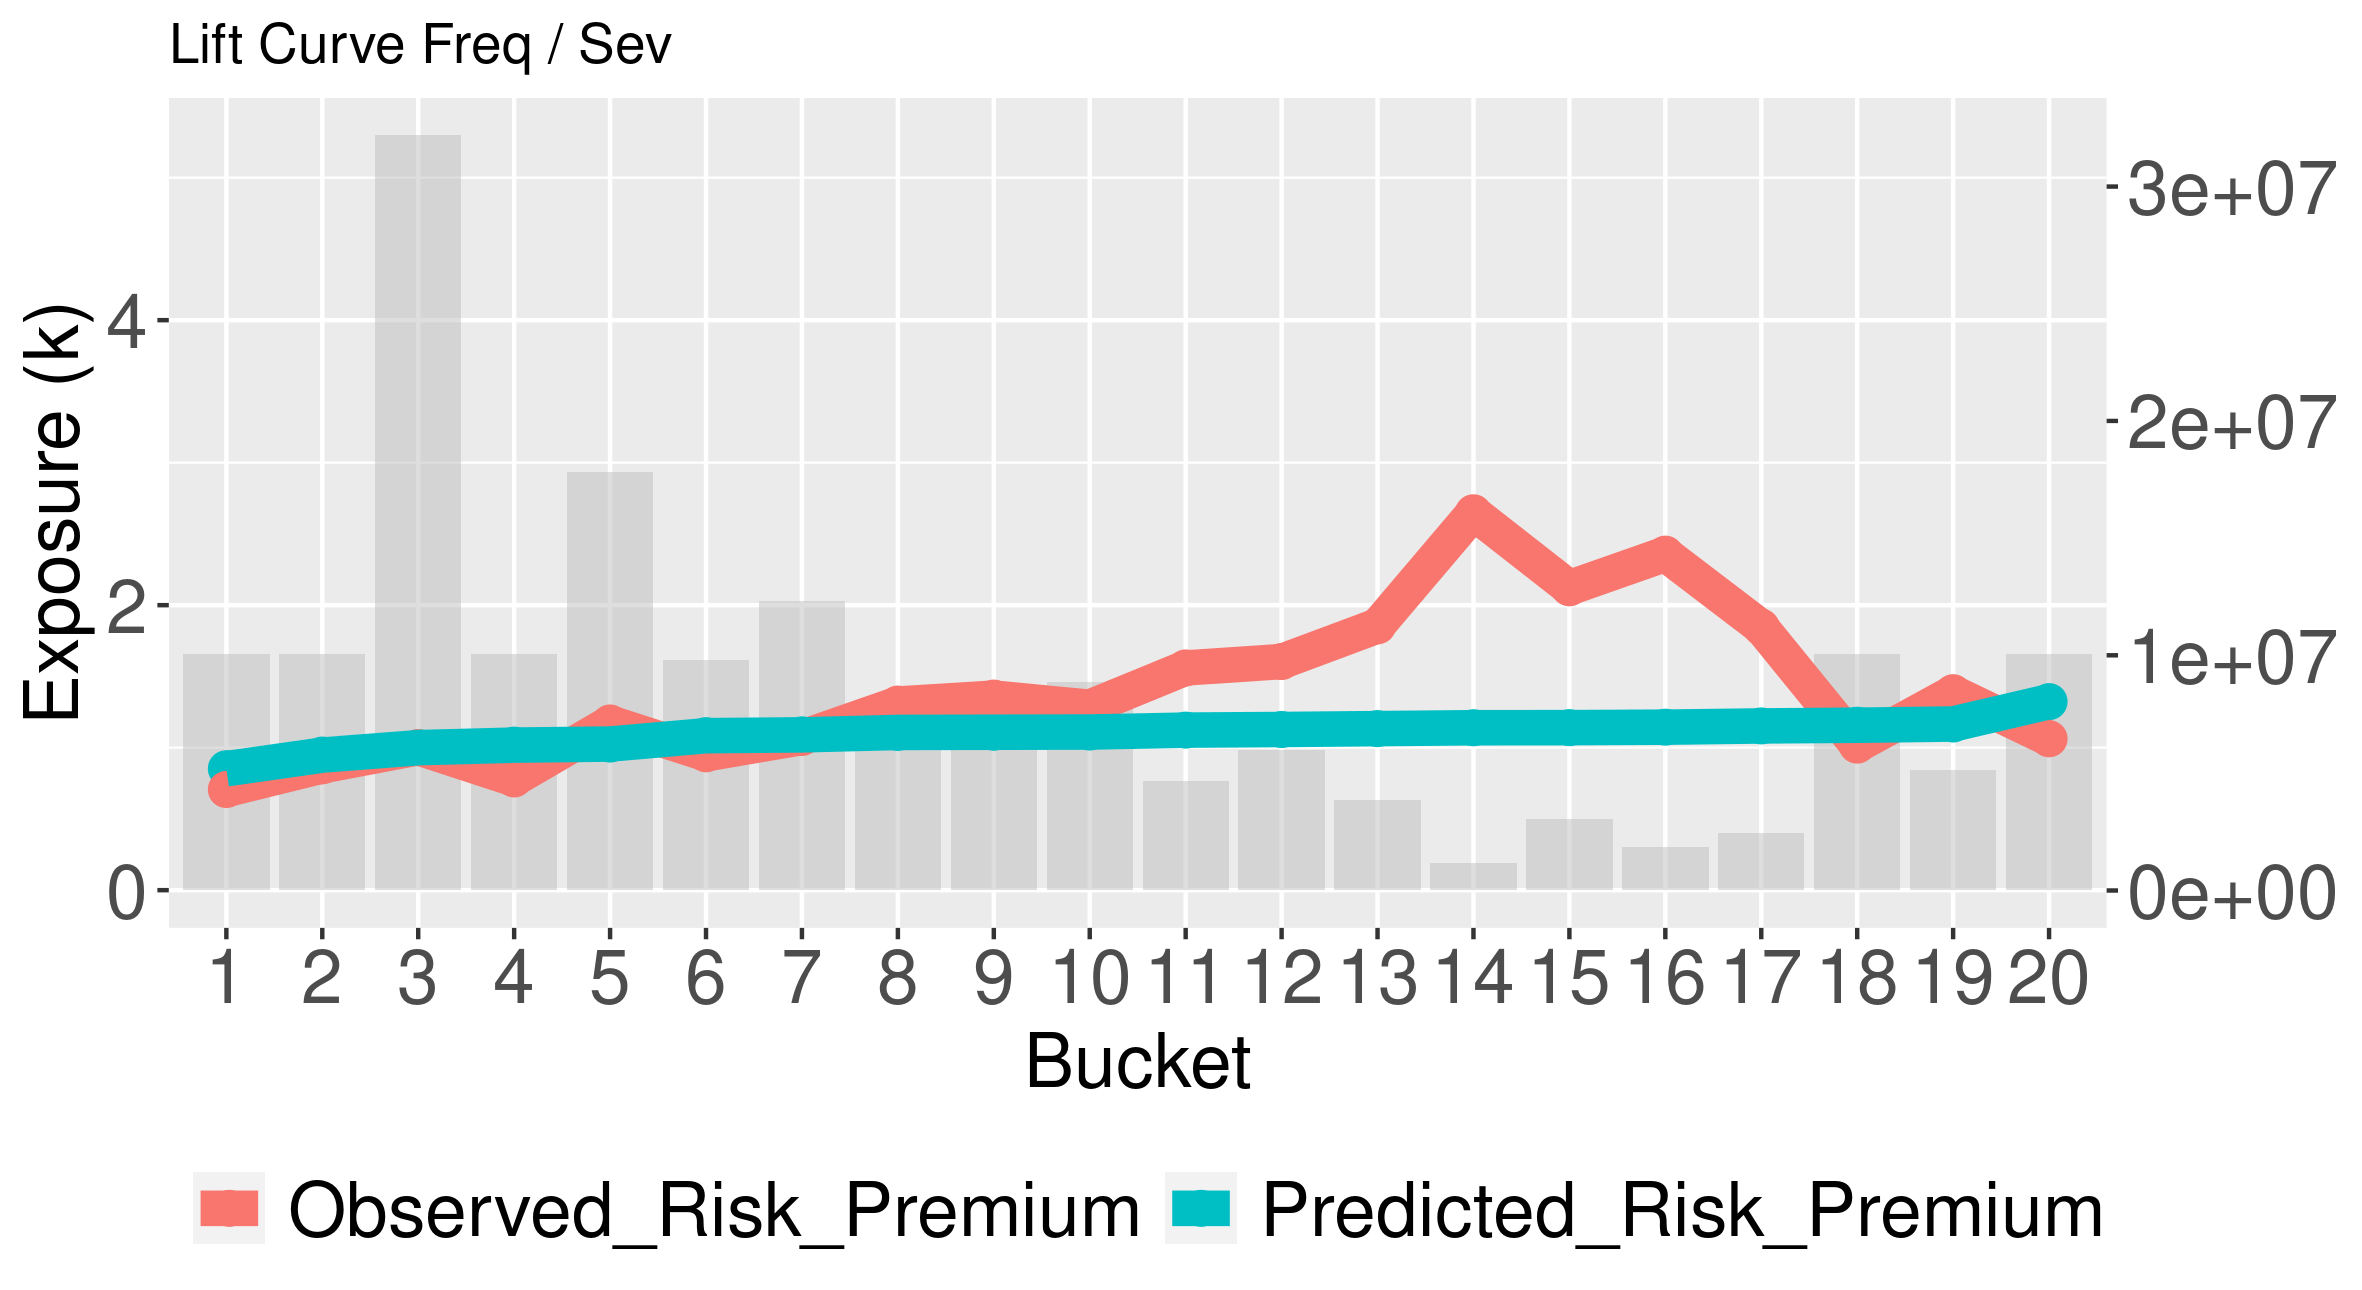 Lift Curve Freq / Sev
Exposure (k)
4
2
0
3e+07
2e+07
1e+07
0e+00
1 2 3 4 5 6 7 8 9 10 11 12 13 14 15 16 17 18 19 20
Bucket
Observed_Risk_Premium Predicted_Risk_Premium